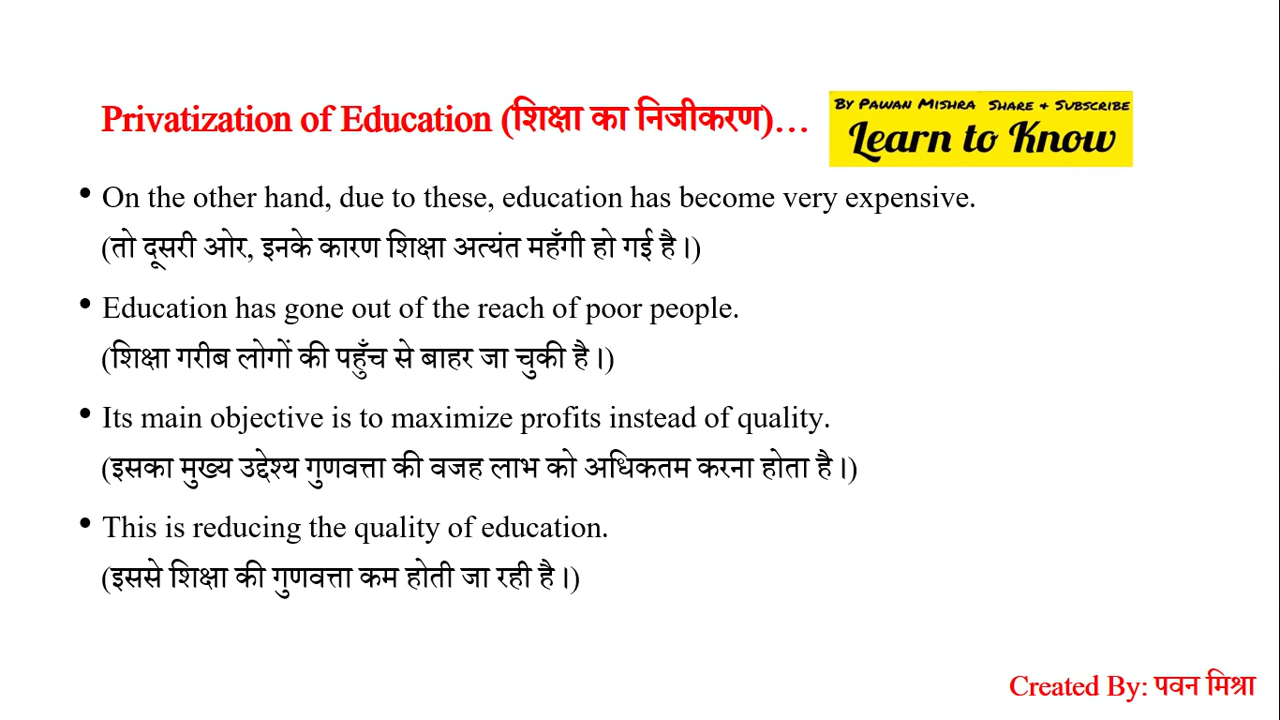 Privatization of Education (शिक्षा का निजीकरण)...
By Pawan Mishra Share + Subscribe
Learn to Know
• On the other hand, due to these, education has become very expensive.
(तो दूसरी ओर, इनके कारण शिक्षा अत्यंत महँगी हो गई है।)
• Education has gone out of the reach of poor people.
(शिक्षा गरीब लोगों की पहुँच से बाहर जा चुकी है।)
• Its main objective is to maximize profits instead of quality.
(इसका मुख्य उद्देश्य गुणवत्ता की वजह लाभ को अधिकतम करना होता है।)
• This is reducing the quality of education.
(इससे शिक्षा की गुणवत्ता कम होती जा रही है।)
Created By: पवन मिश्रा